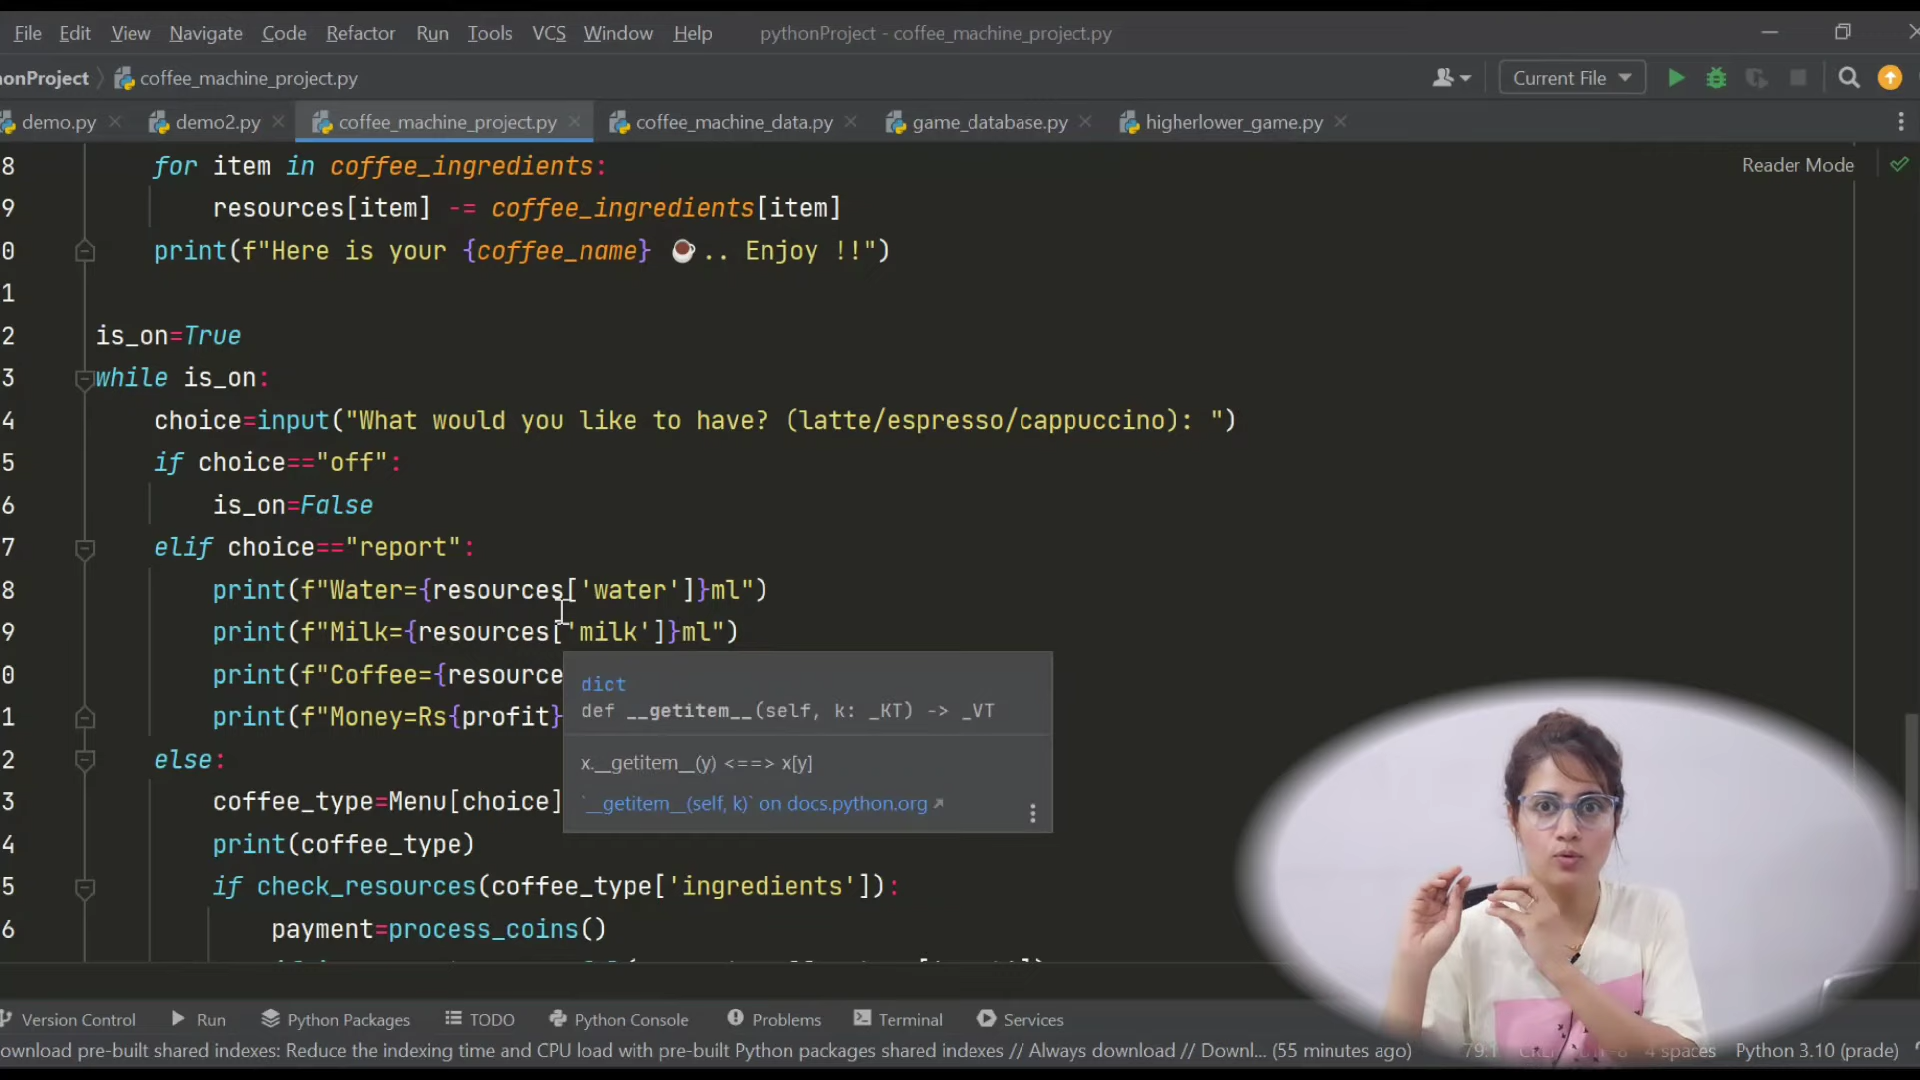 File Edit View Navigate Code Refactor Run Tools VCS Window Help pythonProject - coffee_machine_project.py
honProject coffee_machine_project.py Current File
demo.py demo2.py coffee_machine_project.py coffee_machine_data.py game_database.py higherlower_game.py
8 for item in coffee_ingredients: Reader Mode
9 resources[item] -= coffee_ingredients[item]
0 print(f"Here is your {coffee_name} ☕.. Enjoy !!")
1
2 is_on=True
3 while is_on:
4 choice=input("What would you like to have? (latte/espresso/cappuccino): ")
5 if choice=="off":
6 is_on=False
7 elif choice=="report":
8 print(f"Water={resources['water']}ml")
9 print(f"Milk={resources['milk']}ml")
0 print(f"Coffee={resource
1 print(f"Money=Rs{profit}
dict
def __getitem__(self, k: _KT) -> _VT
x.__getitem__(y) <==> x[y]
`__getitem__(self, k)` on docs.python.org
2 else:
3 coffee_type=Menu[choice]
4 print(coffee_type)
5 if check_resources(coffee_type['ingredients']):
6 payment=process_coins()
Version Control Run Python Packages TODO Python Console Problems Terminal Services
ownload pre-built shared indexes: Reduce the indexing time and CPU load with pre-built Python packages shared indexes // Always download // Downl... (55 minutes ago) 79:1 4 spaces Python 3.10 (prade)